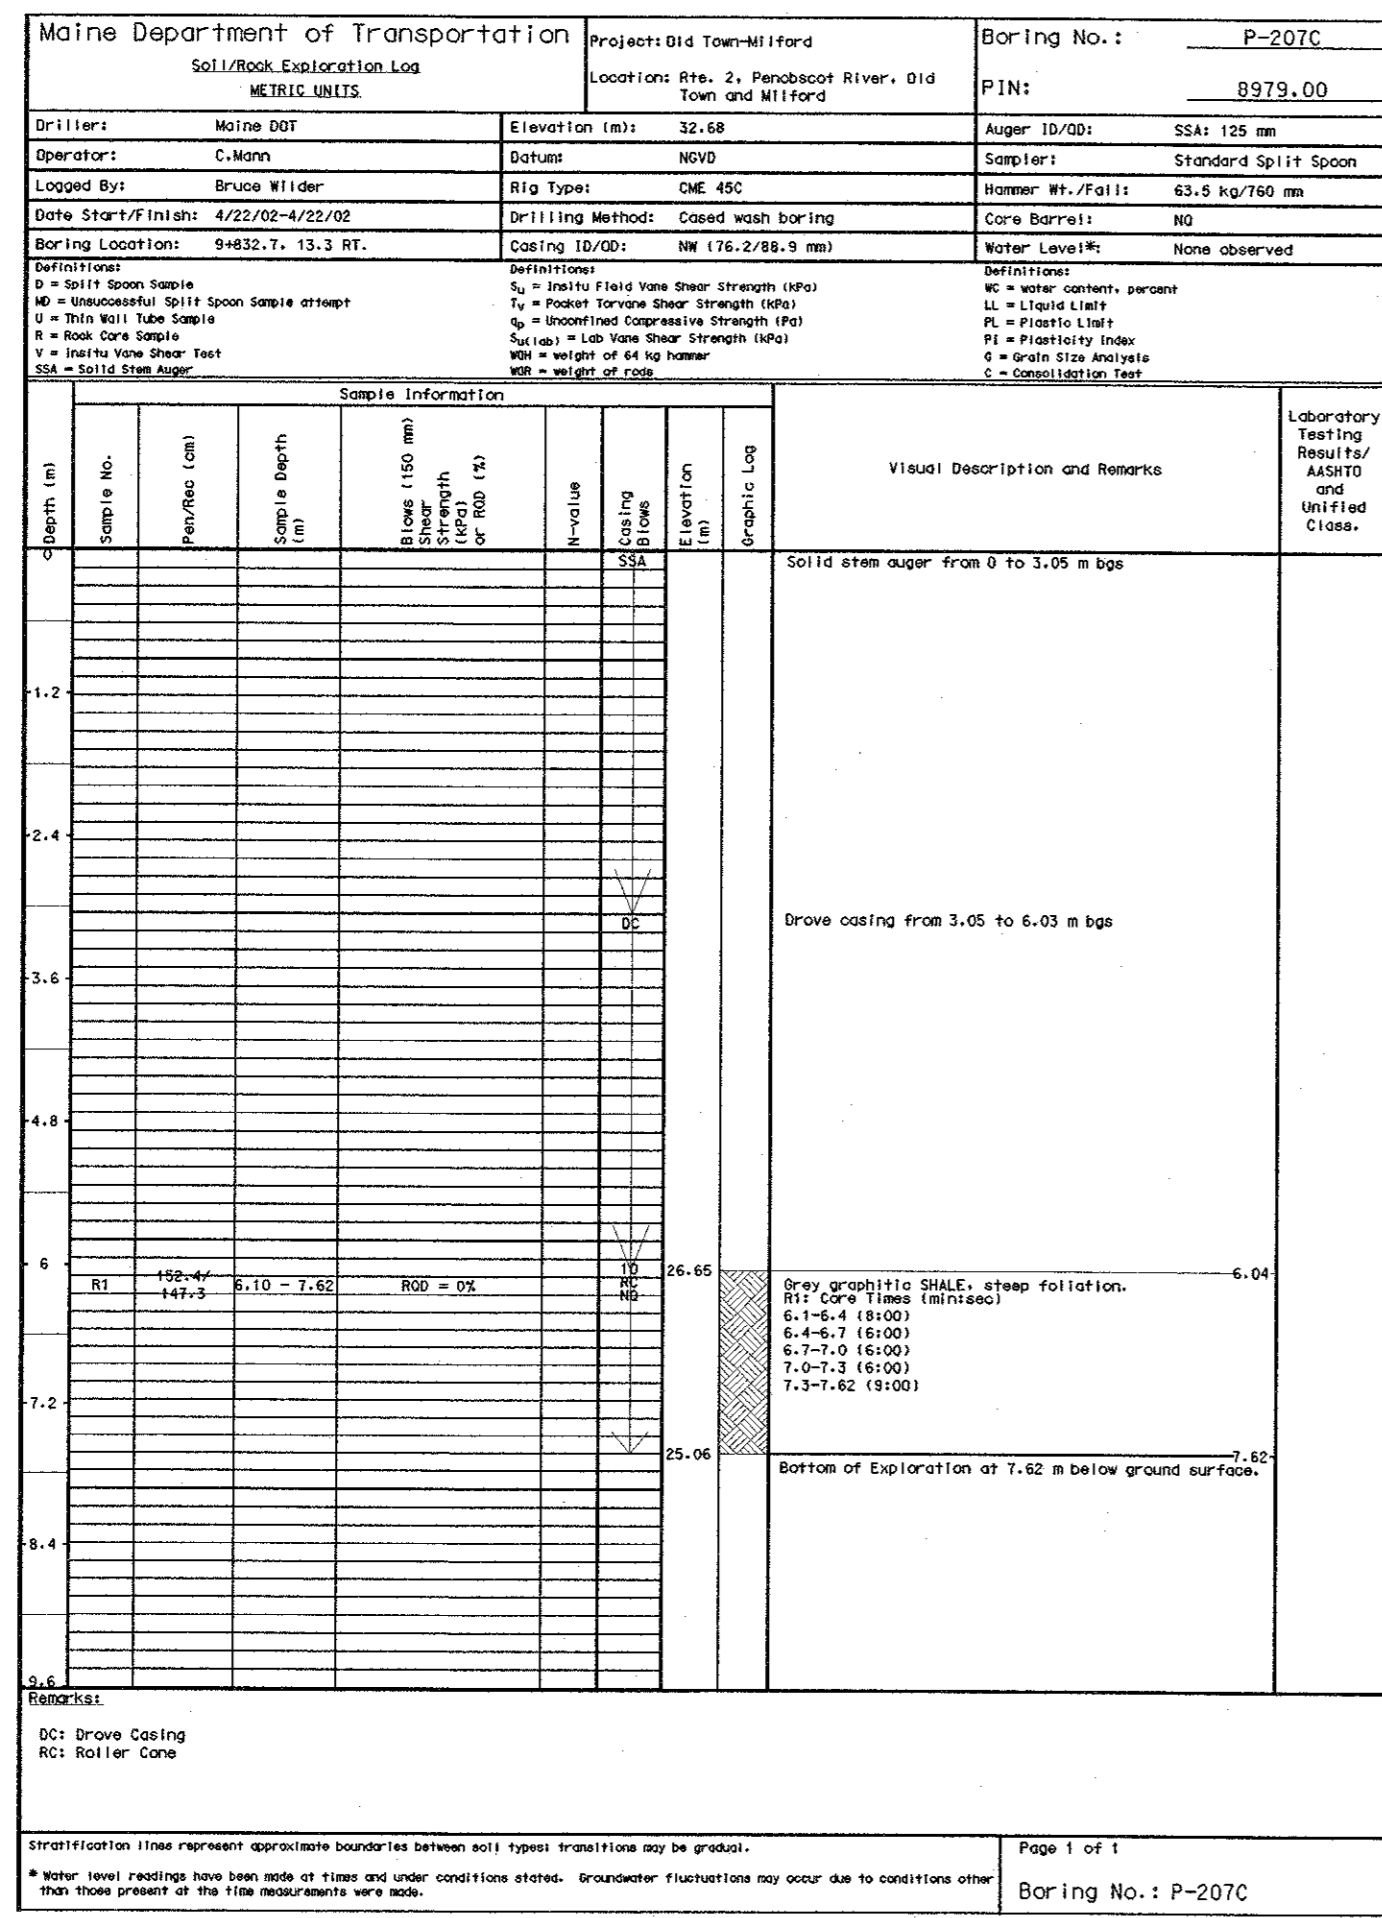 Maine Department of Transportation
Soil/Rock Exploration Log
METRIC UNITS
Project: Old Town-Milford
Location: Rte. 2, Penobscot River, Old
Town and Milford
Boring No.: P-207C
PIN: 8979.00
Driller: Maine DOT
Elevation (m): 32.68
Auger ID/OD: SSA: 125 mm
Operator: C.Mann
Datum: NGVD
Sampler: Standard Split Spoon
Logged By: Bruce Wilder
Rig Type: CME 45C
Hammer Wt./Fall: 63.5 kg/760 mm
Date Start/Finish: 4/22/02-4/22/02
Drilling Method: Cased wash boring
Core Barrel: NQ
Boring Location: 9+832.7, 13.3 RT.
Casing ID/OD: NW (76.2/88.9 mm)
Water Level*: None observed
Definitions:
D = Split Spoon Sample
MD = Unsuccessful Split Spoon Sample attempt
U = Thin Wall Tube Sample
R = Rock Core Sample
V = Insitu Vane Shear Test
SSA = Solid Stem Auger
Definitions:
Su = Insitu Field Vane Shear Strength (kPa)
Tv = Pocket Torvane Shear Strength (kPa)
qp = Unconfined Compressive Strength (Pa)
Su(lab) = Lab Vane Shear Strength (kPa)
WOH = weight of 64 kg hammer
WOR = weight of rods
Definitions:
WC = water content, percent
LL = Liquid Limit
PL = Plastic Limit
PI = Plasticity Index
G = Grain Size Analysis
C = Consolidation Test
Sample Information
Depth (m)
Sample No.
Pen/Rec (cm)
Sample Depth
(m)
Blows (150 mm)
Shear
Strength
(kPa)
or RQD (%)
N-value
Casing
Blows
Elevation
(m)
Graphic Log
Visual Description and Remarks
Laboratory
Testing
Results/
AASHTO
and
Unified
Class.
0
SSA
Solid stem auger from 0 to 3.05 m bgs
1.2
2.4
DC
Drove casing from 3.05 to 6.03 m bgs
3.6
4.8
6
R1
152.4/
147.3
6.10 - 7.62
RQD = 0%
RC
NQ
26.65
6.04
Grey graphitic SHALE, steep foliation.
R1: Core Times (min:sec)
6.1-6.4 (8:00)
6.4-6.7 (6:00)
6.7-7.0 (6:00)
7.0-7.3 (6:00)
7.3-7.62 (9:00)
7.2
25.06
7.62
Bottom of Exploration at 7.62 m below ground surface.
8.4
9.6
Remarks:
DC: Drove Casing
RC: Roller Cone
Stratification lines represent approximate boundaries between soil types; transitions may be gradual.
* Water level readings have been made at times and under conditions stated. Groundwater fluctuations may occur due to conditions other
than those present at the time measurements were made.
Page 1 of 1
Boring No.: P-207C